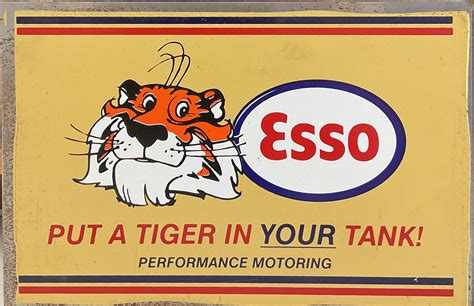 Esso
PUT A TIGER IN YOUR TANK!
PERFORMANCE MOTORING